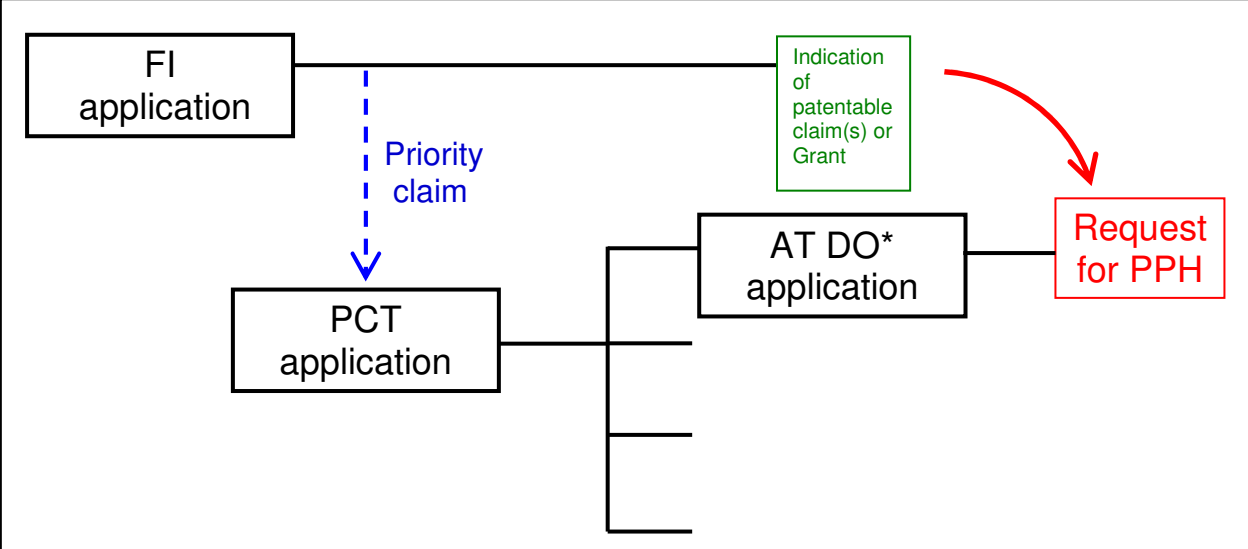 FI
application
Indication
of
patentable
claim(s) or
Grant
Priority
claim
AT DO*
application
Request
for PPH
PCT
application